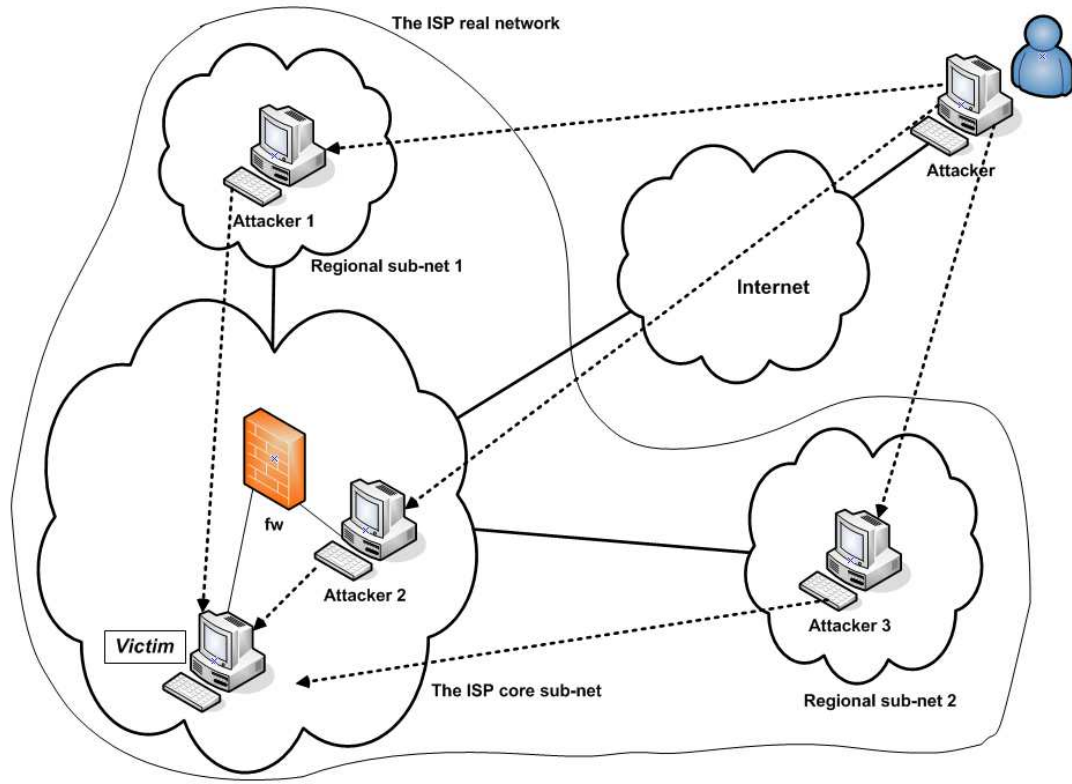 The ISP real network
Attacker
Attacker 1
Regional sub-net 1
Internet
fw
Attacker 2
Victim
Attacker 3
The ISP core sub-net
Regional sub-net 2